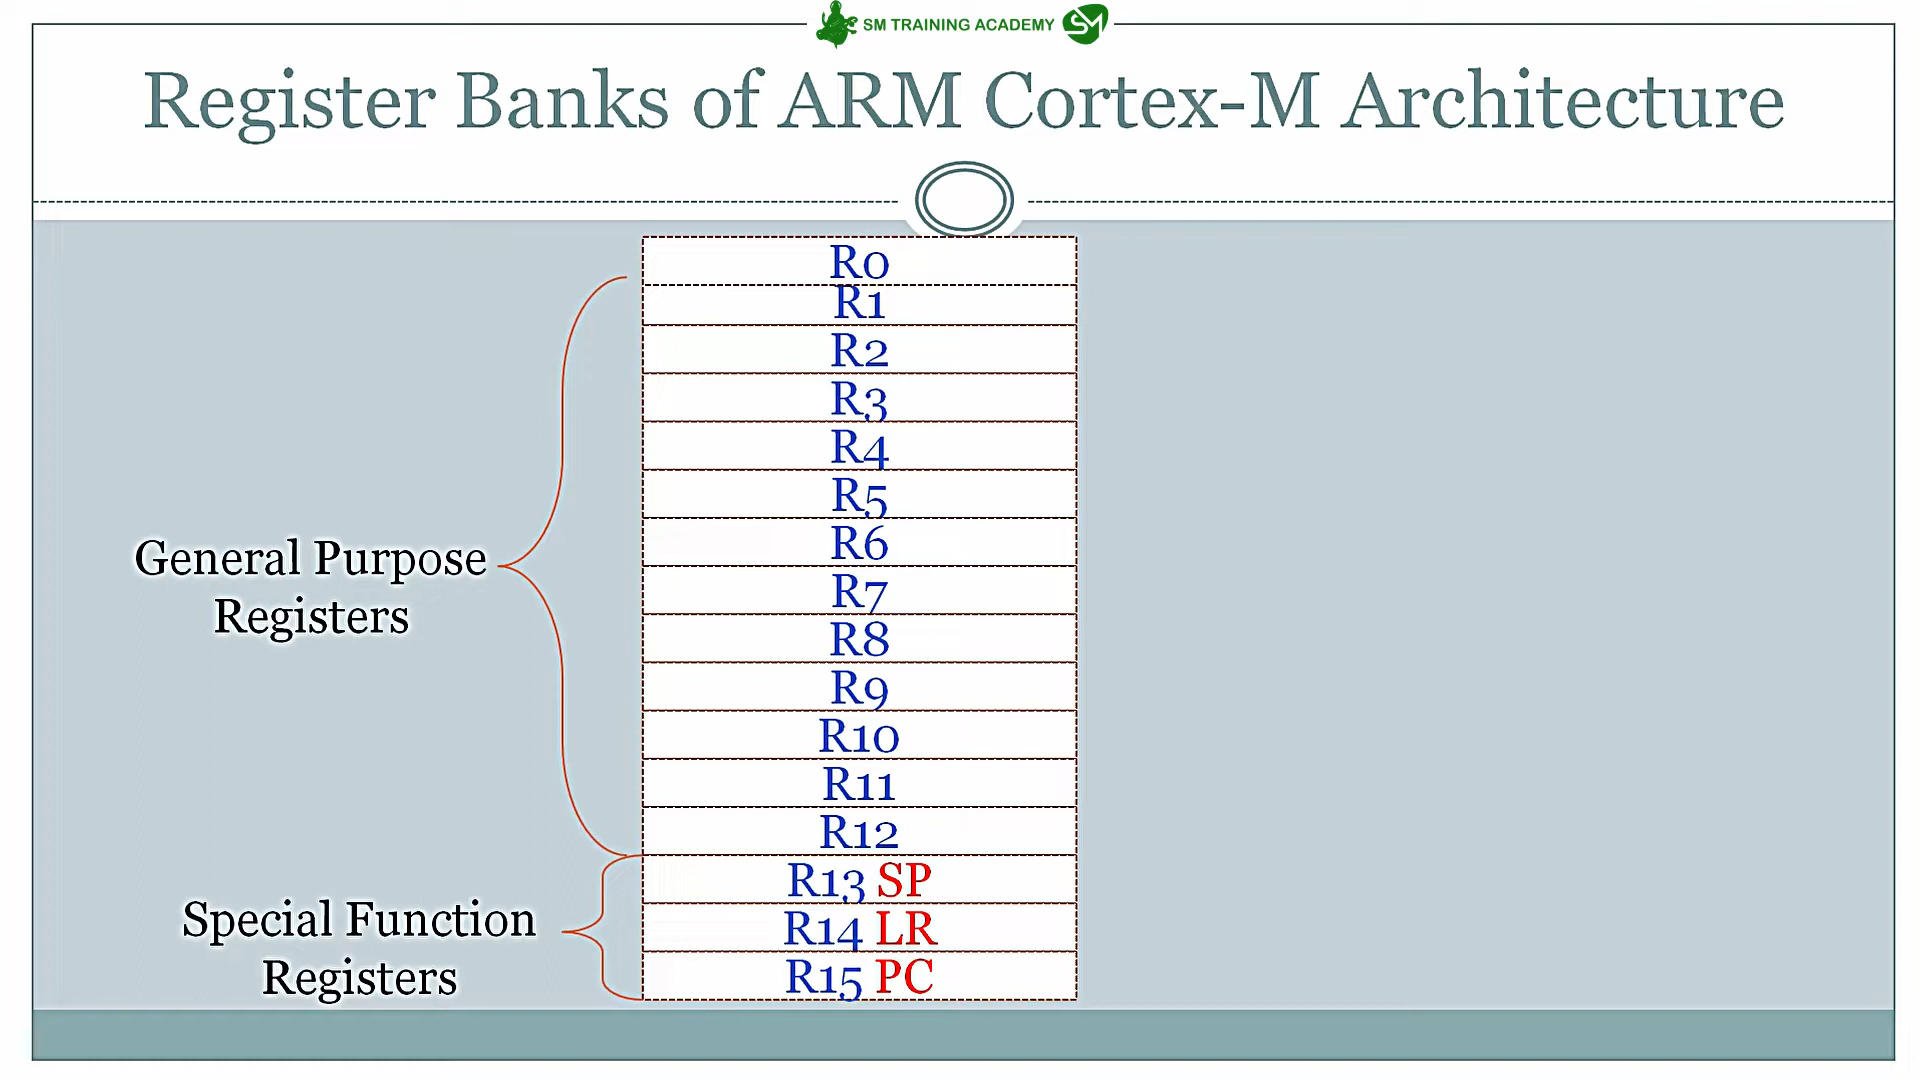 SM TRAINING ACADEMY SM
Register Banks of ARM Cortex-M Architecture
R0
R1
R2
R3
R4
R5
R6
R7
R8
R9
R10
R11
R12
R13 SP
R14 LR
R15 PC
General Purpose
Registers
Special Function
Registers